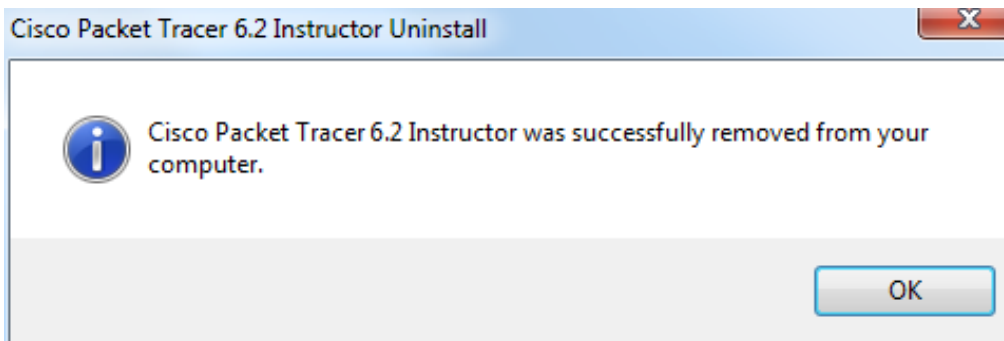 Cisco Packet Tracer 6.2 Instructor Uninstall
Cisco Packet Tracer 6.2 Instructor was successfully removed from your
computer.
OK